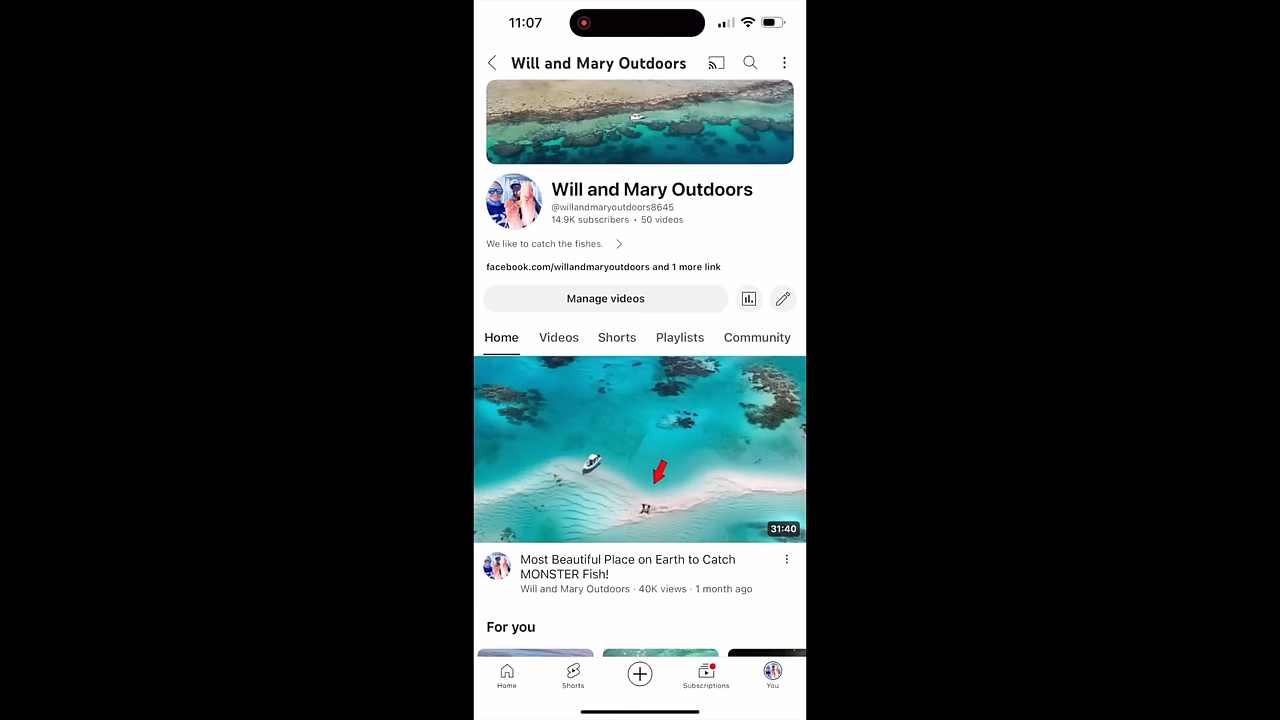 11:07
Will and Mary Outdoors
Will and Mary Outdoors
@willandmaryoutdoors8645
14.9K subscribers • 50 videos
We like to catch the fishes.
facebook.com/willandmaryoutdoors and 1 more link
Manage videos
Home Videos Shorts Playlists Community
31:40
Most Beautiful Place on Earth to Catch
MONSTER Fish!
Will and Mary Outdoors · 40K views · 1 month ago
For you
Home Shorts Subscriptions You